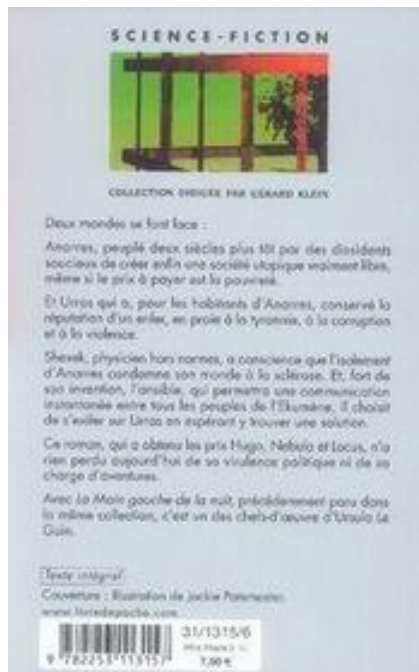 SCIENCE-FICTION
COLLECTION DIRIGÉE PAR GÉRARD KLEIN
Deux mondes se font face :
Anarres, peuplé deux siècles plus tôt par des dissidents
soucieux de créer enfin une société utopique vraiment libre,
même si le prix à payer est la pauvreté.
Et Urras qui a, pour les habitants d'Anarres, conservé la
réputation d'un enfer, en proie à la tyrannie, à la corruption
et à la violence.
Shevek, physicien hors normes, a conscience que l'isolement
d'Anarres condamne son monde à la sclérose. Et, fort de
son invention, l'ansible, qui permettra une communication
instantanée entre tous les peuples de l'Ekumène, il choisit
de s'exiler sur Urras en espérant y trouver une solution.
Ce roman, qui a obtenu les prix Hugo, Nebula et Locus, n'a
rien perdu aujourd'hui de sa virulence politique ni de sa
charge d'aventures.
Avec La Main gauche de la nuit, précédemment paru dans
la même collection, c'est un des chefs-d'œuvre d'Ursula Le
Guin.
Texte intégral
Couverture : Illustration de Jackie Paternoster.
www.livredepoche.com
31/1315/6
7,00 €
9 782253 113157